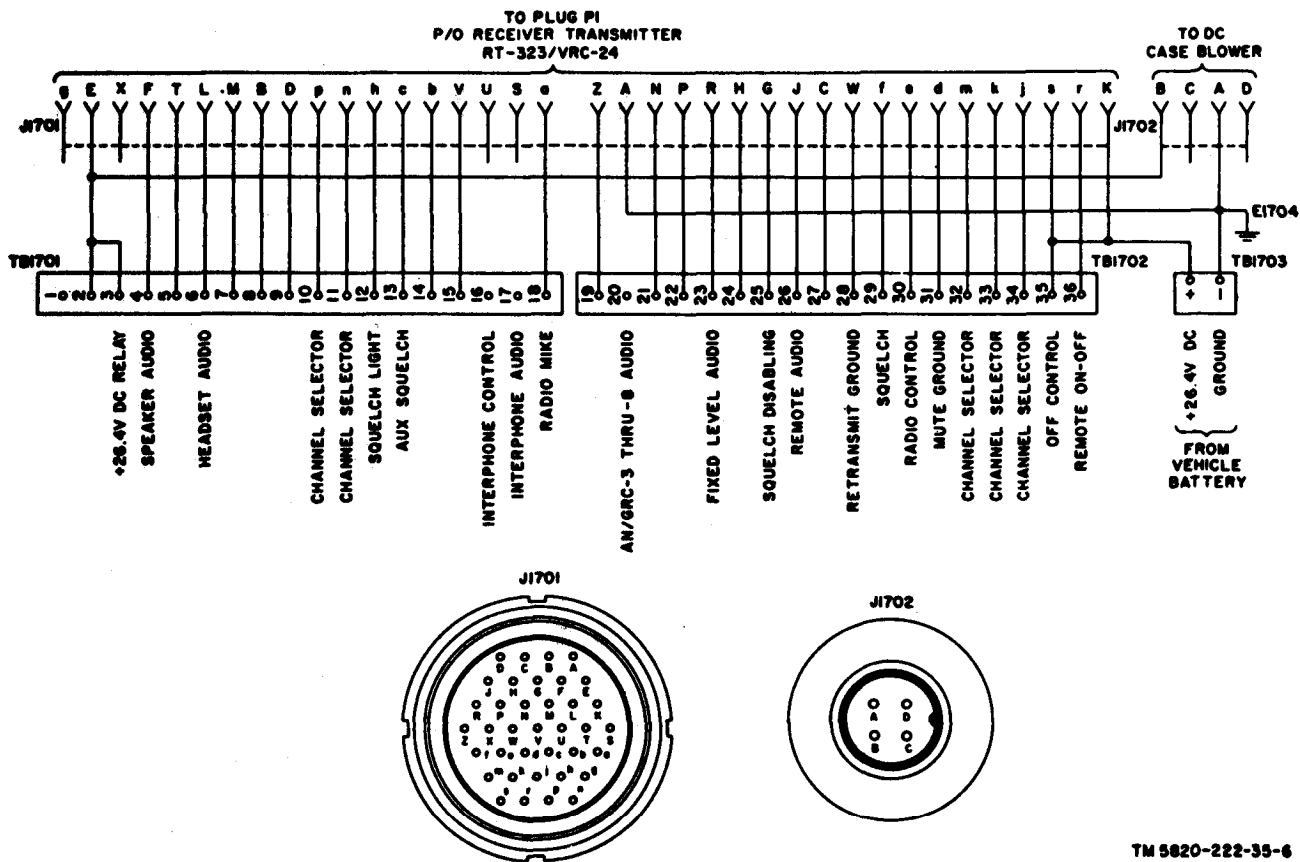 TO PLUG P1
P/O RECEIVER TRANSMITTER
RT-323/VRC-24
TO DC
CASE BLOWER
g E X F T L M B D p n h c b V U S a Z A N P R H G J C W f e d m k j s r K
B C A D
J1701
J1702
E1704
TB1701
TB1702
TB1703
1 2 3 4 5 6 7 8 9 10 11 12 13 14 15 16 17 18
19 20 21 22 23 24 25 26 27 28 29 30 31 32 33 34 35 36
+ -
+26.4V DC RELAY
SPEAKER AUDIO
HEADSET AUDIO
CHANNEL SELECTOR
CHANNEL SELECTOR
SQUELCH LIGHT
AUX SQUELCH
INTERPHONE CONTROL
INTERPHONE AUDIO
RADIO MIKE
AN/GRC-3 THRU-8 AUDIO
FIXED LEVEL AUDIO
SQUELCH DISABLING
REMOTE AUDIO
RETRANSMIT GROUND
SQUELCH
RADIO CONTROL
MUTE GROUND
CHANNEL SELECTOR
CHANNEL SELECTOR
CHANNEL SELECTOR
OFF CONTROL
REMOTE ON-OFF
+26.4V DC
GROUND
FROM
VEHICLE
BATTERY
J1701
D C B A
J H G F E
R P N M L K
Z X W V U T S
f e d c b a
m k j h g
s r p n
J1702
A D
B C
TM 5820-222-35-6